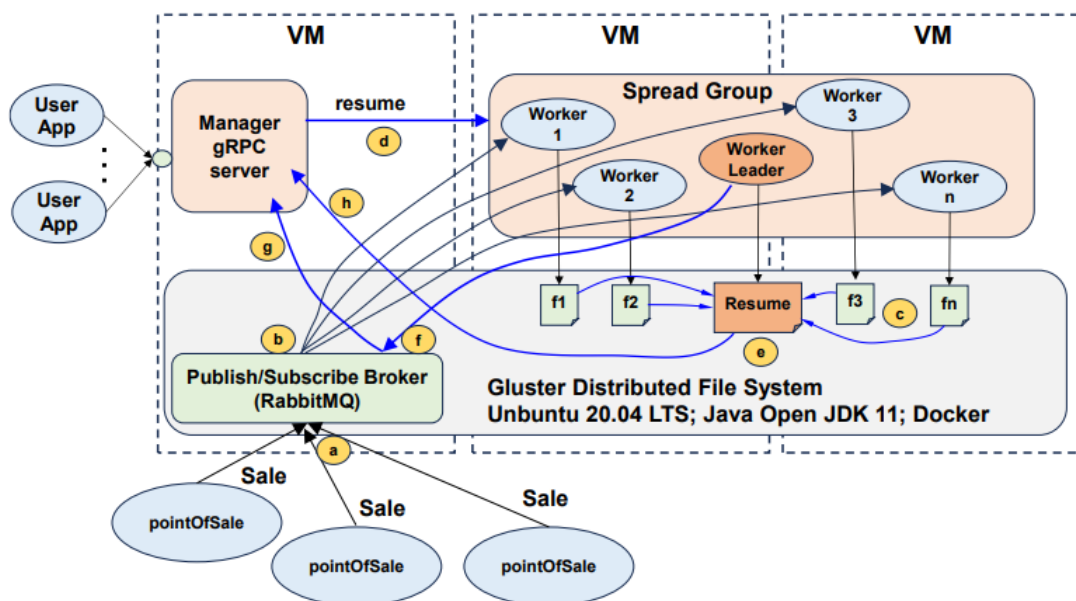 VM
VM
VM
User
App
User
App
Manager
gRPC
server
resume
d
Spread Group
Worker
1
Worker
2
Worker
3
Worker
Leader
Worker
n
h
g
f1
f2
Resume
f3
c
fn
b
f
e
Publish/Subscribe Broker
(RabbitMQ)
Gluster Distributed File System
Unbuntu 20.04 LTS; Java Open JDK 11; Docker
a
Sale
Sale
Sale
pointOfSale
pointOfSale
pointOfSale